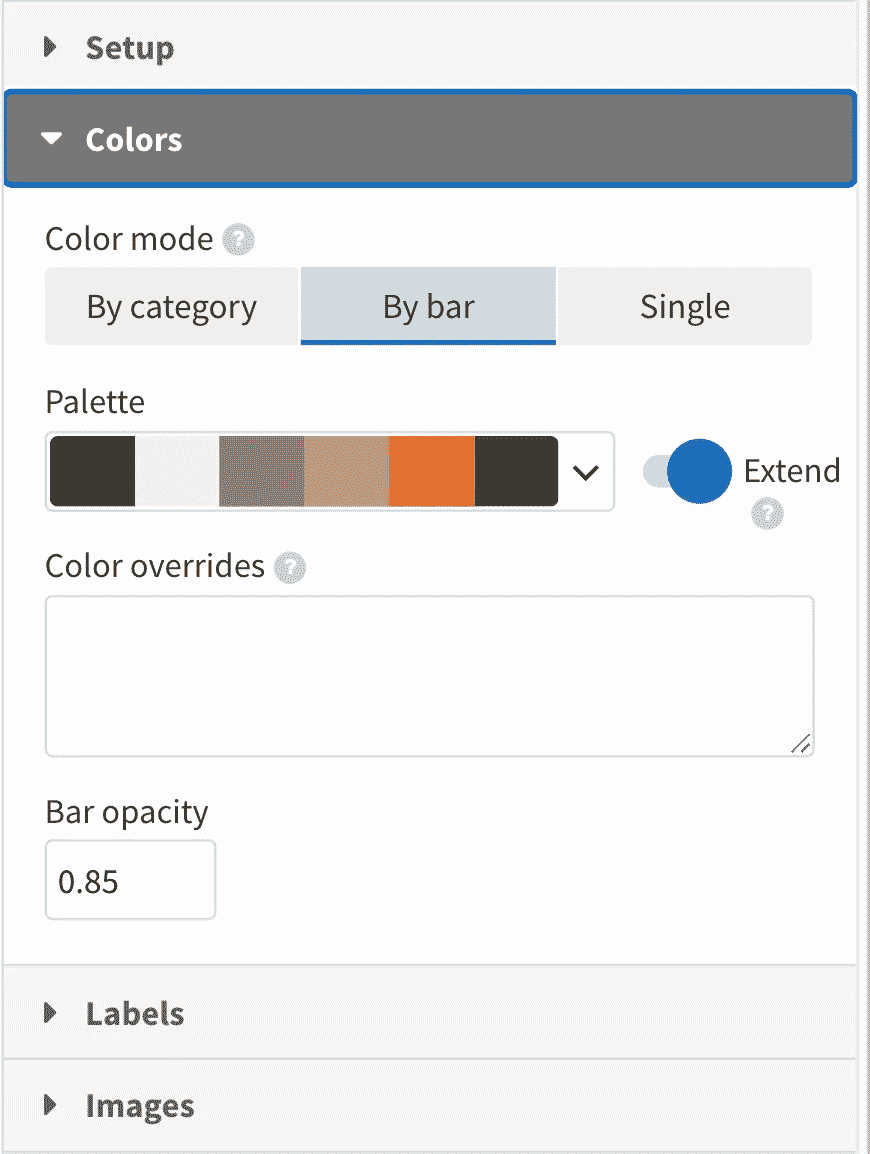 Setup
Colors
Color mode ?
By category By bar Single
Palette
Extend
?
Color overrides ?
Bar opacity
0.85
Labels
Images